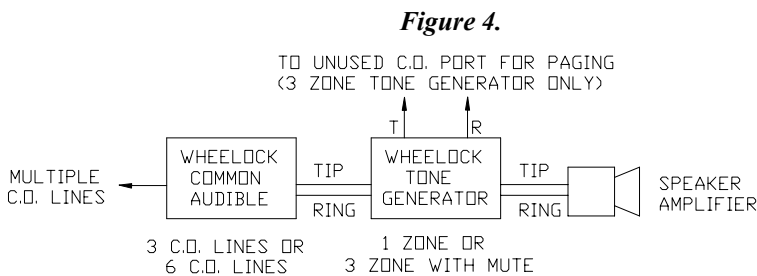 Figure 4.
TO UNUSED C.O. PORT FOR PAGING
(3 ZONE TONE GENERATOR ONLY)
T R
MULTIPLE
C.O. LINES
WHEELOCK
COMMON
AUDIBLE
TIP
RING
WHEELOCK
TONE
GENERATOR
TIP
RING
SPEAKER
AMPLIFIER
3 C.O. LINES OR
6 C.O. LINES
1 ZONE OR
3 ZONE WITH MUTE